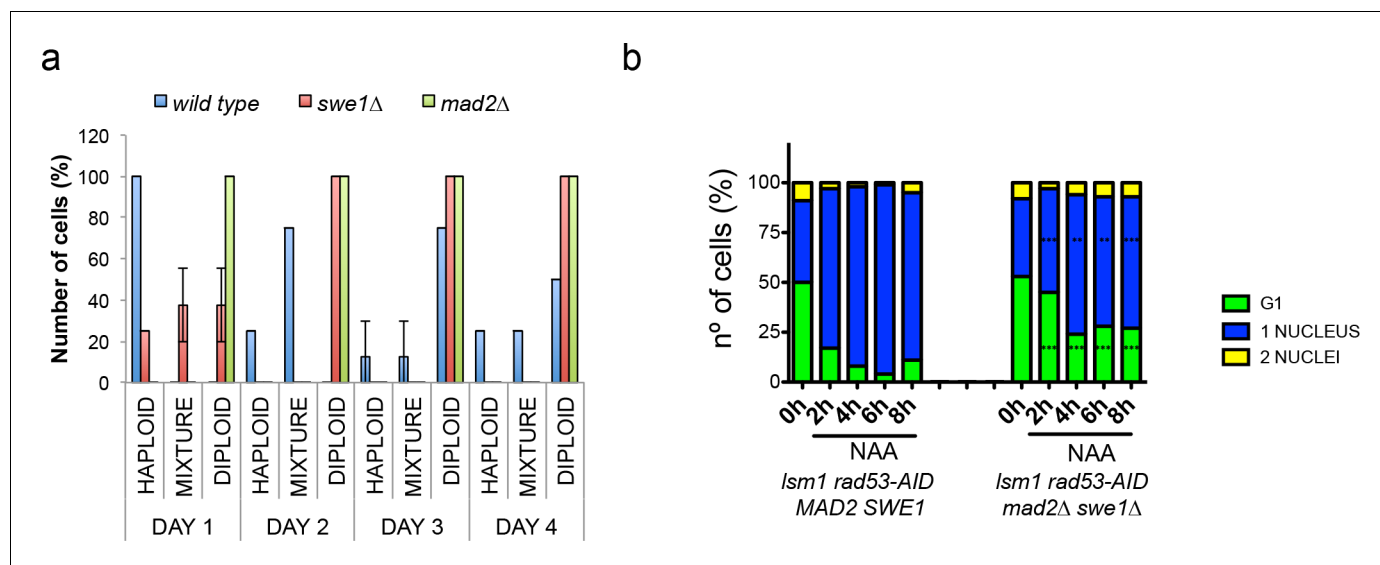 a
wild type swe1Δ mad2Δ
Number of cells (%)
120
100
80
60
40
20
0
HAPLOID MIXTURE DIPLOID HAPLOID MIXTURE DIPLOID HAPLOID MIXTURE DIPLOID HAPLOID MIXTURE DIPLOID
DAY 1 DAY 2 DAY 3 DAY 4
b
nº of cells (%)
100
75
50
25
0
*** ** ** ***
*** *** *** ***
0h 2h 4h 6h 8h 0h 2h 4h 6h 8h
NAA NAA
lsm1 rad53-AID lsm1 rad53-AID
MAD2 SWE1 mad2Δ swe1Δ
G1
1 NUCLEUS
2 NUCLEI